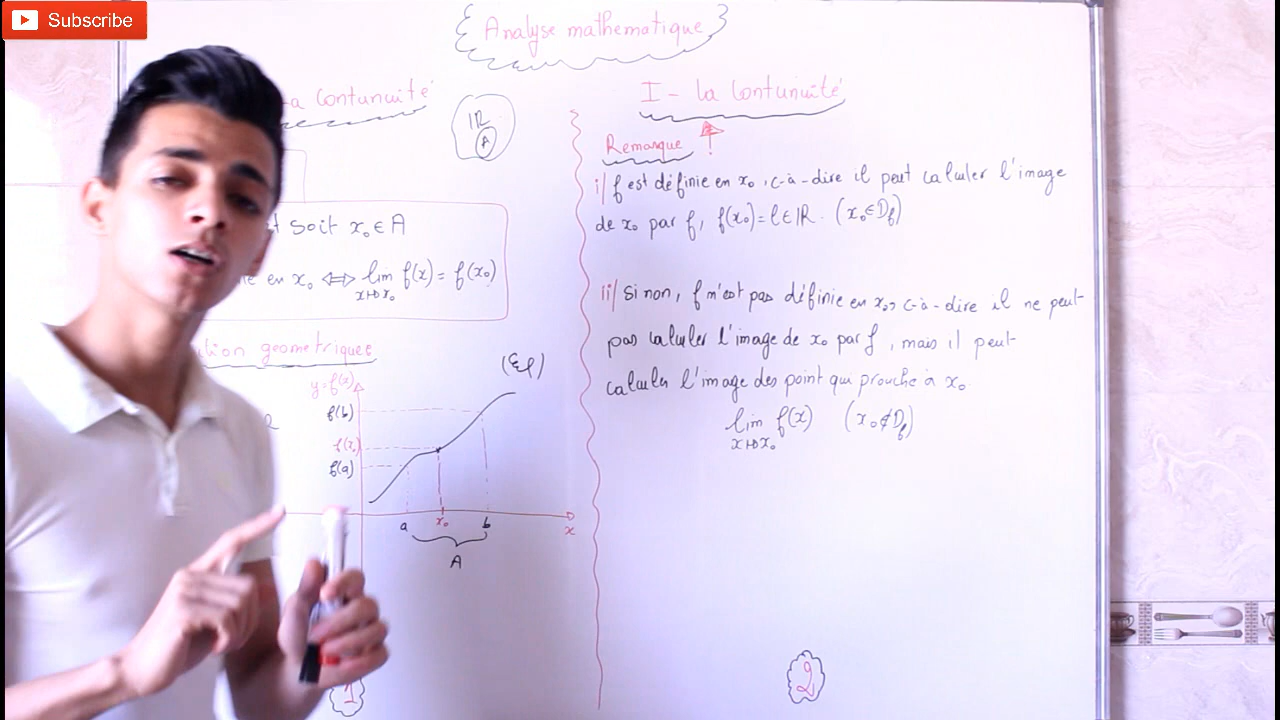 Subscribe
Analyse mathematique
a contunuité
IR
A
soit x₀ ∈ A
en x₀ ⟺ lim f(x) = f(x₀)
x↦x₀
geometriques
y=f(x)
(ℰf)
f(b)
f(x₀)
f(a)
a x₀ b
x
A
1
I - la contunuité
Remarque
i/ f est définie en x₀, c-à-dire il peut calculer l'image
de x₀ par f, f(x₀) = l ∈ IR. (x₀ ∈ Df)
ii/ Si non, f n'est pas définie en x₀, c-à-dire il ne peut
pas calculer l'image de x₀ par f, mais il peut
calculer l'image des point qui prouche à x₀
lim f(x) (x₀ ∉ Df)
x↦x₀
2